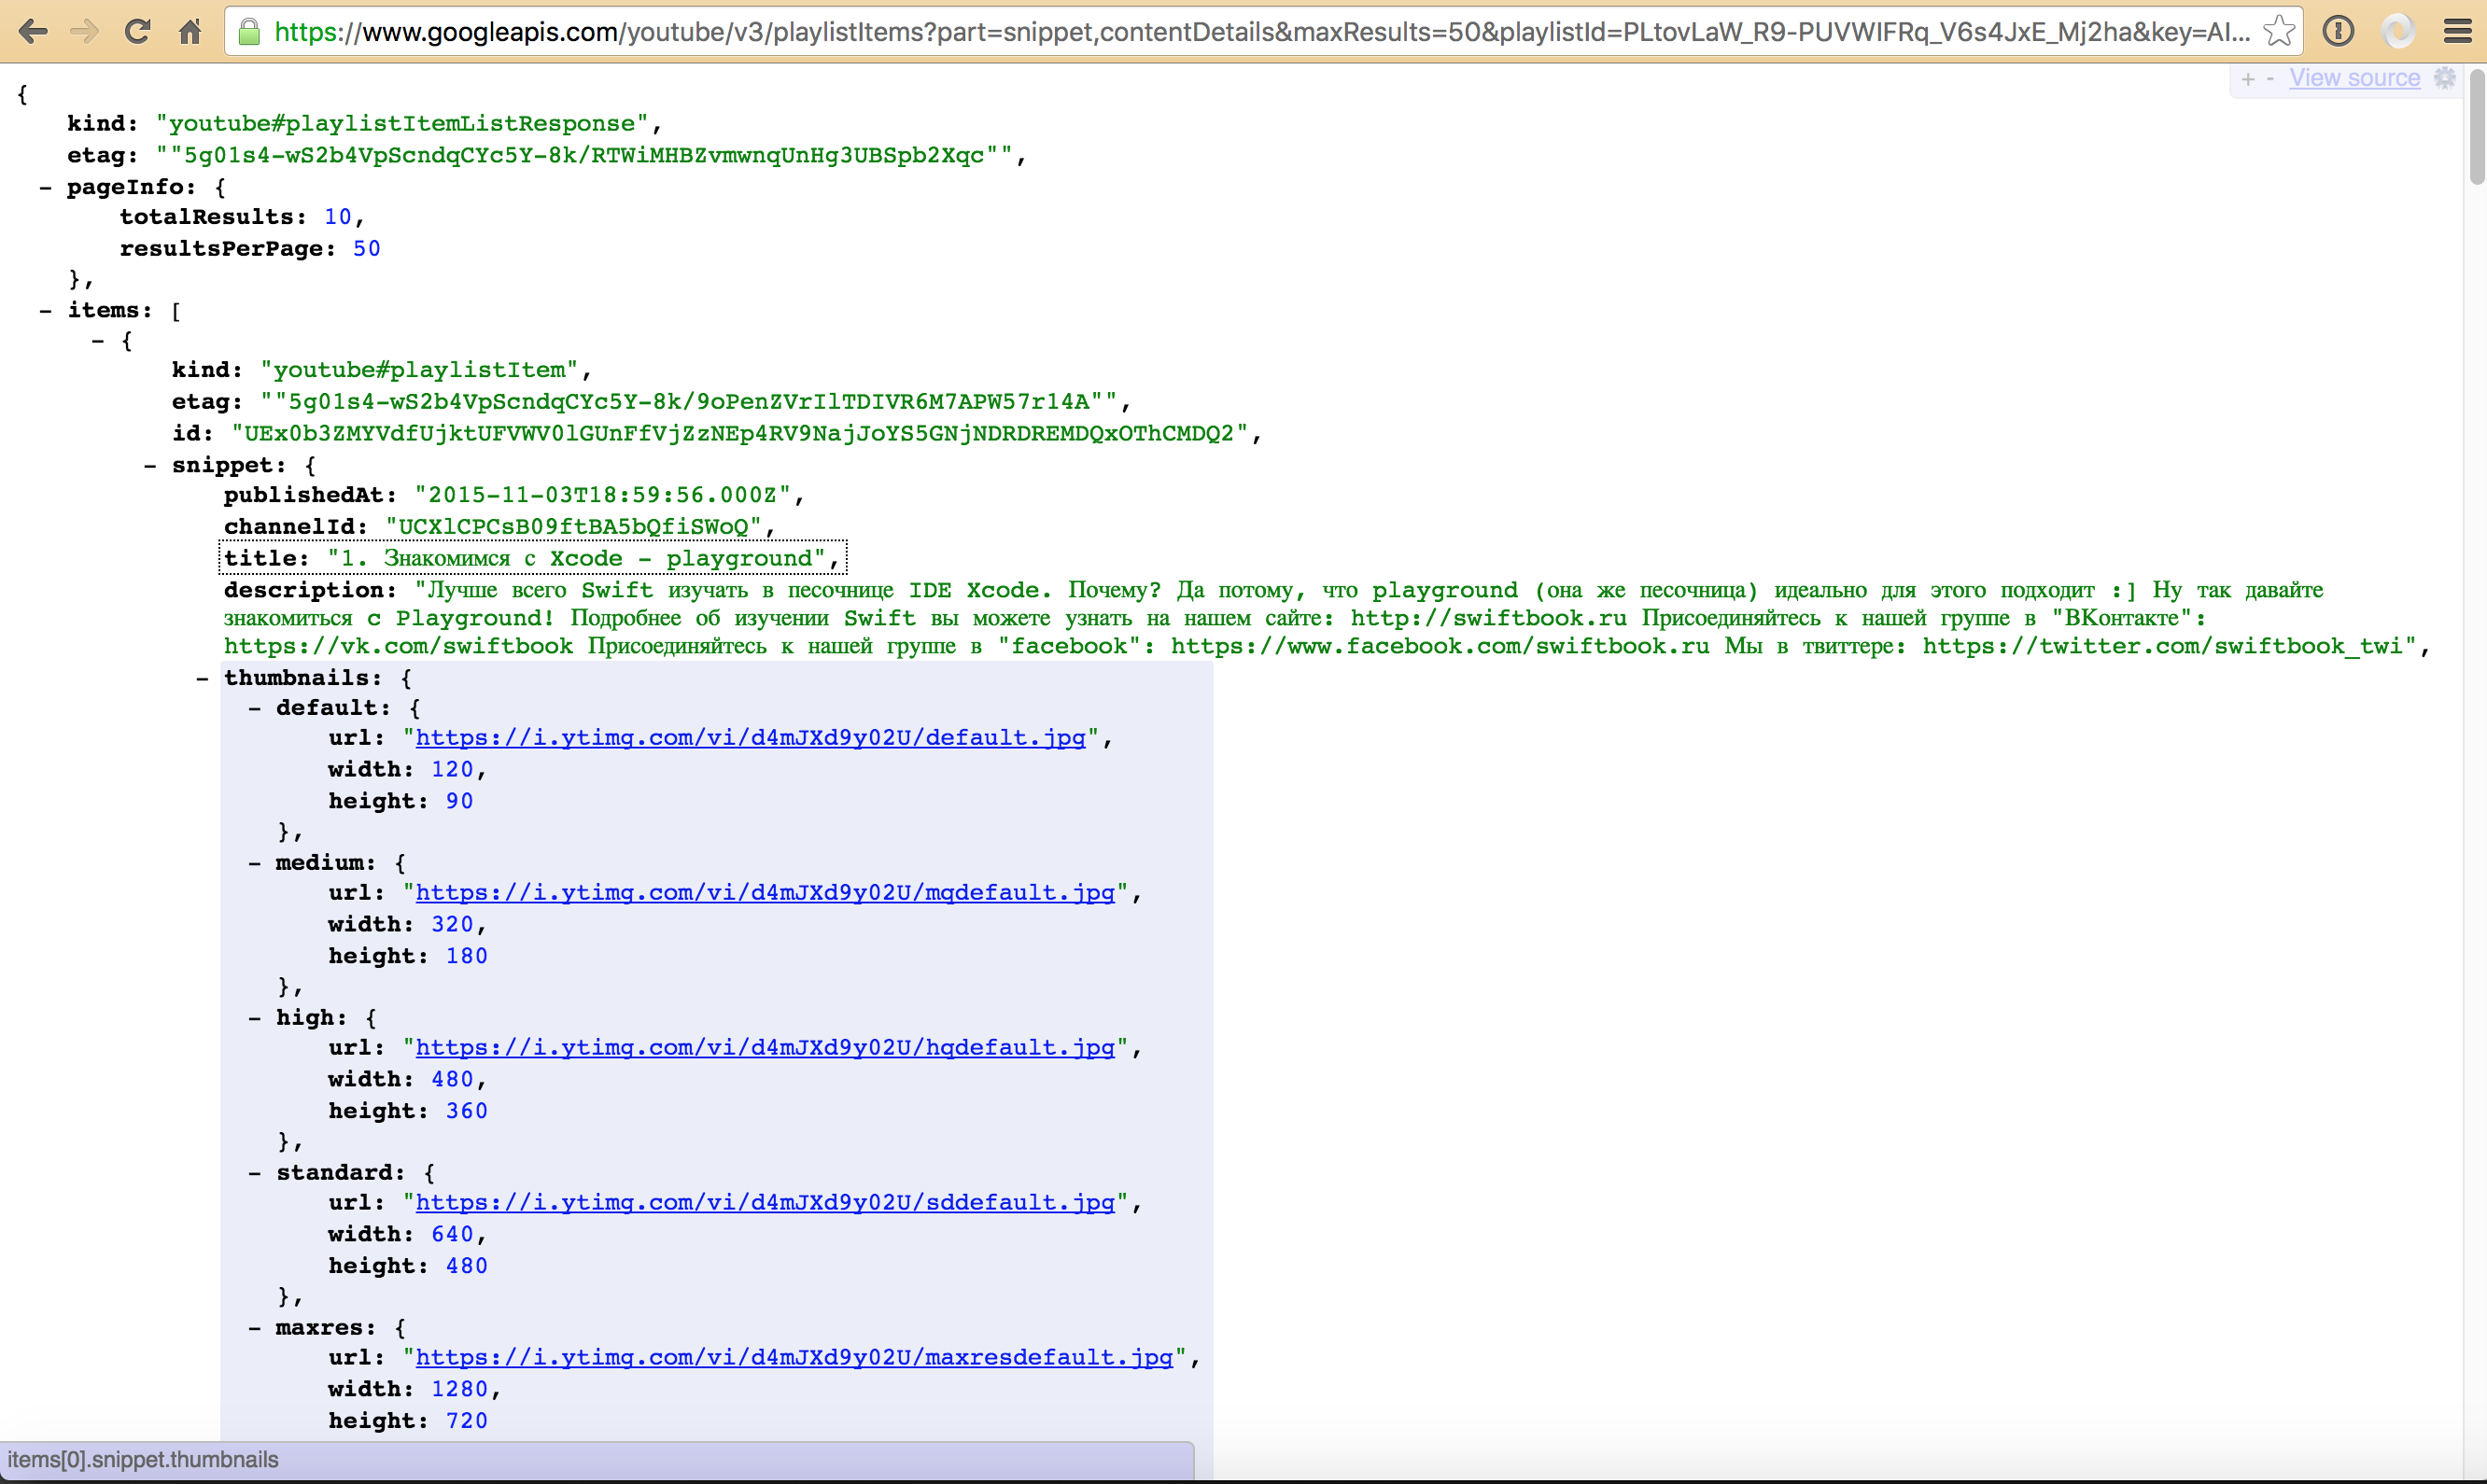 https://www.googleapis.com/youtube/v3/playlistItems?part=snippet,contentDetails&maxResults=50&playlistId=PLtovLaW_R9-PUVWIFRq_V6s4JxE_Mj2ha&key=AI...
+ - View source
{
kind: "youtube#playlistItemListResponse",
etag: ""5g01s4-wS2b4VpScndqCYc5Y-8k/RTWiMHBZvmwnqUnHg3UBSpb2Xqc"",
- pageInfo: {
totalResults: 10,
resultsPerPage: 50
},
- items: [
- {
kind: "youtube#playlistItem",
etag: ""5g01s4-wS2b4VpScndqCYc5Y-8k/9oPenZVrIlTDIVR6M7APW57r14A"",
id: "UEx0b3ZMYVdfUjktUFVWV0lGUnFfVjZzNEp4RV9NajJoYS5GNjNDRDREMDQxOThCMDQ2",
- snippet: {
publishedAt: "2015-11-03T18:59:56.000Z",
channelId: "UCXlCPCsB09ftBA5bQfiSWoQ",
title: "1. Знакомимся с Xcode - playground",
description: "Лучше всего Swift изучать в песочнице IDE Xcode. Почему? Да потому, что playground (она же песочница) идеально для этого подходит :] Ну так давайте
знакомиться с Playground! Подробнее об изучении Swift вы можете узнать на нашем сайте: http://swiftbook.ru Присоединяйтесь к нашей группе в "ВКонтакте":
https://vk.com/swiftbook Присоединяйтесь к нашей группе в "facebook": https://www.facebook.com/swiftbook.ru Мы в твиттере: https://twitter.com/swiftbook_twi",
- thumbnails: {
- default: {
url: "https://i.ytimg.com/vi/d4mJXd9y02U/default.jpg",
width: 120,
height: 90
},
- medium: {
url: "https://i.ytimg.com/vi/d4mJXd9y02U/mqdefault.jpg",
width: 320,
height: 180
},
- high: {
url: "https://i.ytimg.com/vi/d4mJXd9y02U/hqdefault.jpg",
width: 480,
height: 360
},
- standard: {
url: "https://i.ytimg.com/vi/d4mJXd9y02U/sddefault.jpg",
width: 640,
height: 480
},
- maxres: {
url: "https://i.ytimg.com/vi/d4mJXd9y02U/maxresdefault.jpg",
width: 1280,
height: 720
items[0].snippet.thumbnails